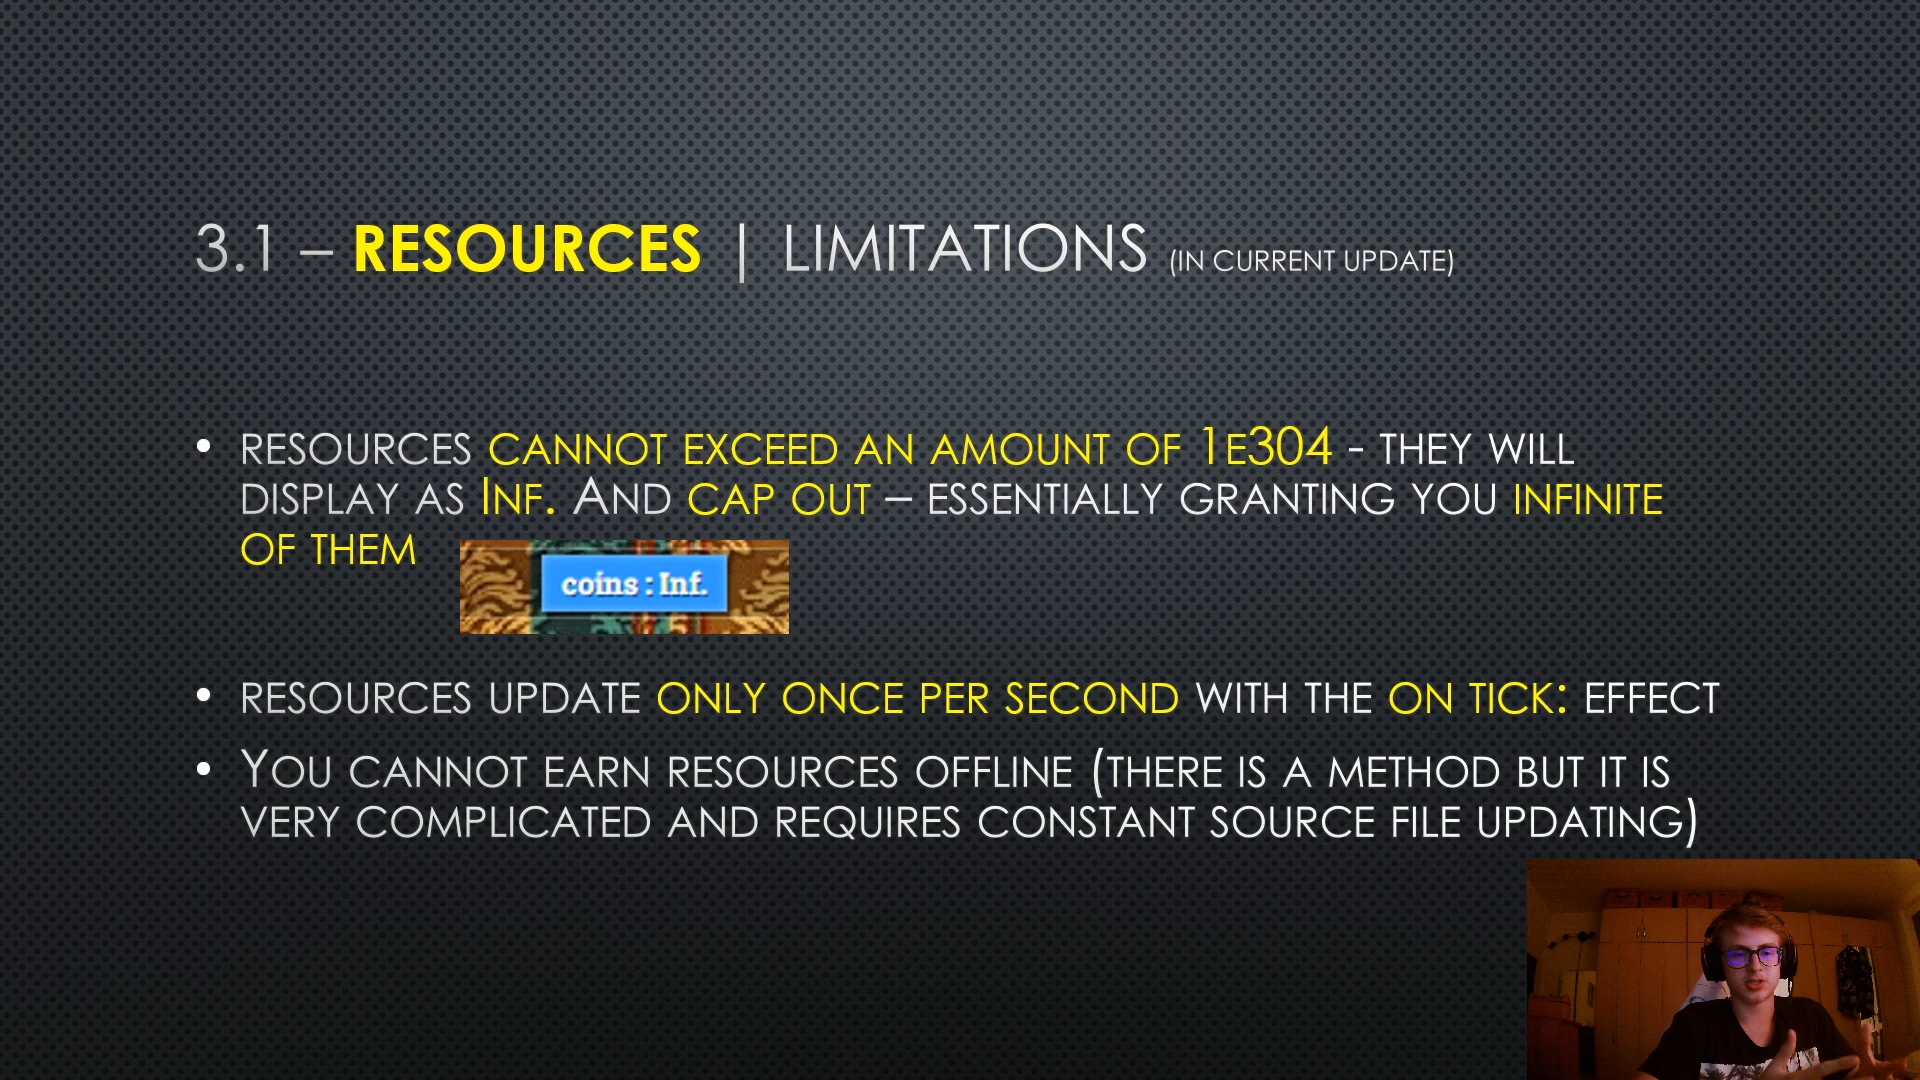 3.1 – RESOURCES | LIMITATIONS (IN CURRENT UPDATE)
• RESOURCES CANNOT EXCEED AN AMOUNT OF 1E304 - THEY WILL
DISPLAY AS INF. AND CAP OUT – ESSENTIALLY GRANTING YOU INFINITE
OF THEM
coins : Inf.
• RESOURCES UPDATE ONLY ONCE PER SECOND WITH THE ON TICK: EFFECT
• YOU CANNOT EARN RESOURCES OFFLINE (THERE IS A METHOD BUT IT IS
VERY COMPLICATED AND REQUIRES CONSTANT SOURCE FILE UPDATING)